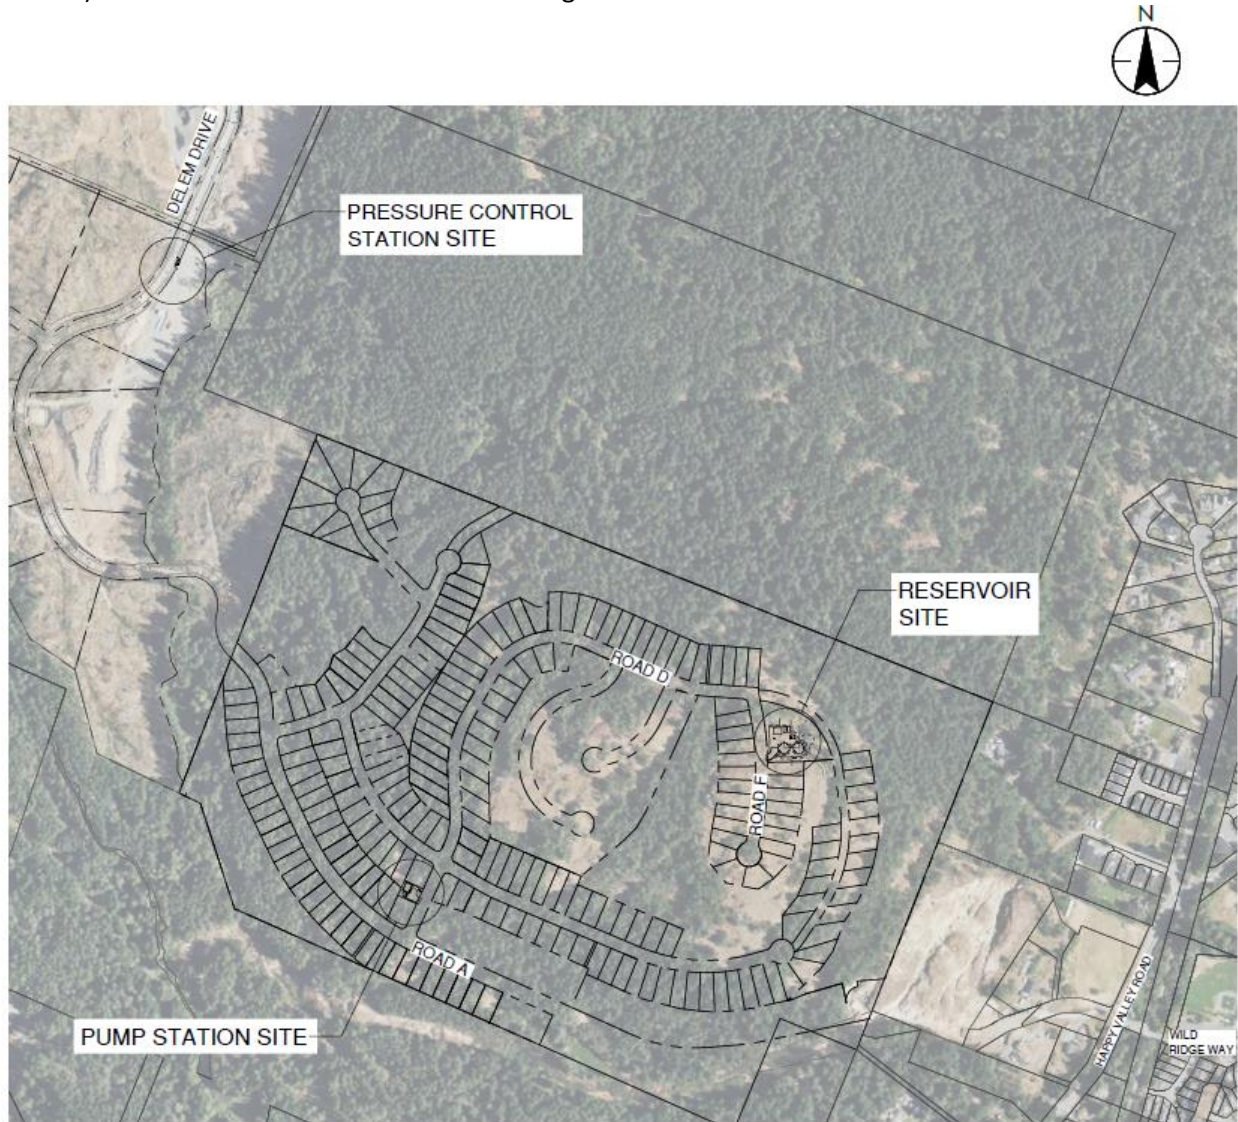 N
DELEM DRIVE
PRESSURE CONTROL
STATION SITE
RESERVOIR
SITE
ROAD D
ROAD F
ROAD A
PUMP STATION SITE
HAPPY VALLEY ROAD
WILD
RIDGE WAY